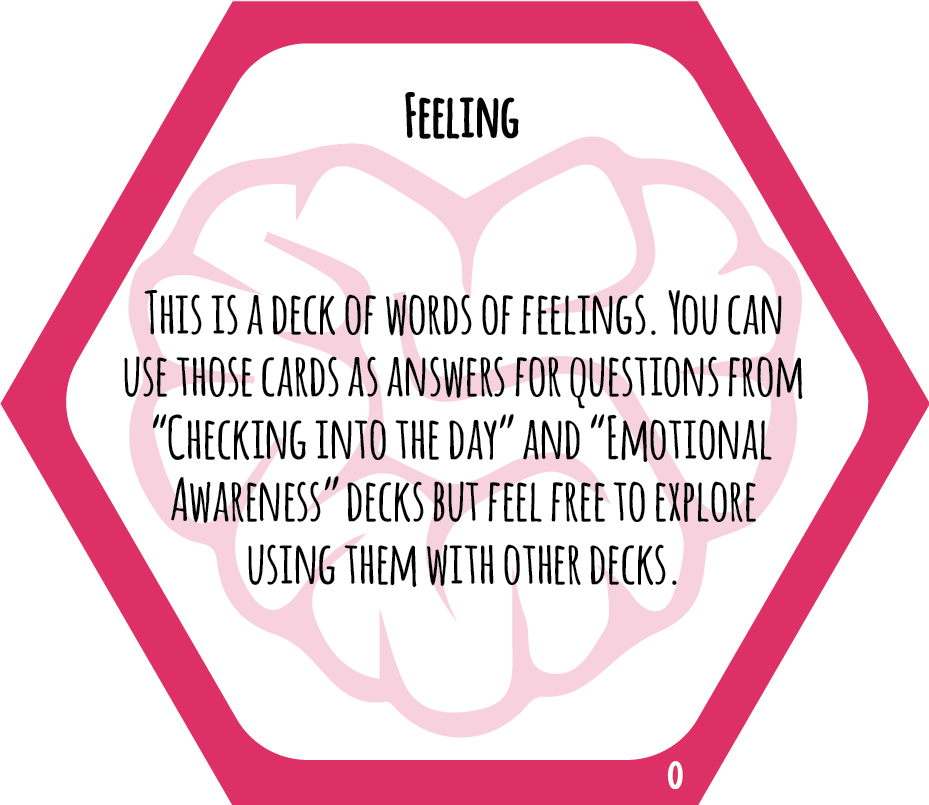 Feeling
This is a deck of words of feelings. You can
use those cards as answers for questions from
“Checking into the day” and “Emotional
Awareness” decks but feel free to explore
using them with other decks.
0